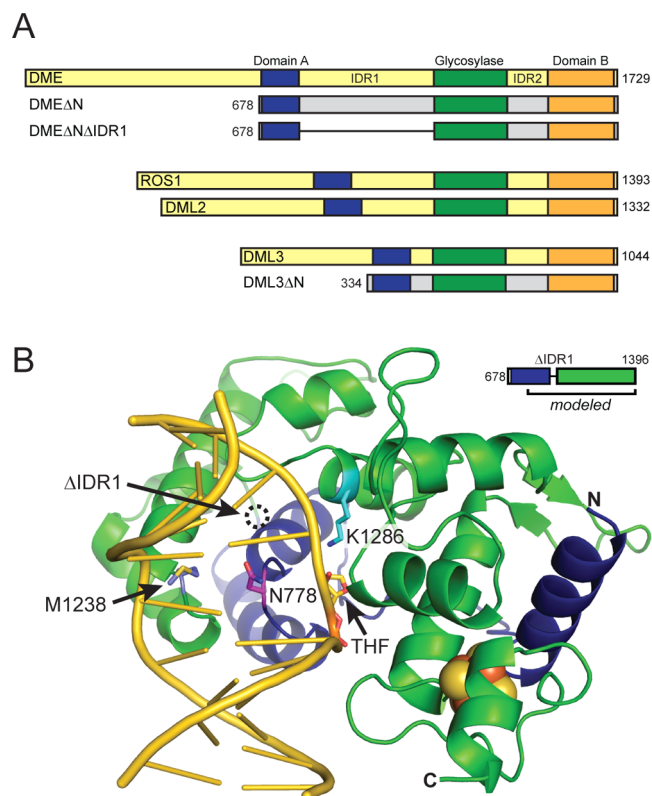 A
Domain A Glycosylase Domain B
DME IDR1 IDR2 1729
DMEΔN 678
DMEΔNΔIDR1 678
ROS1 1393
DML2 1332
DML3 1044
DML3ΔN 334
B
ΔIDR1 1396
678
modeled
ΔIDR1
N
K1286
M1238
N778
THF
C